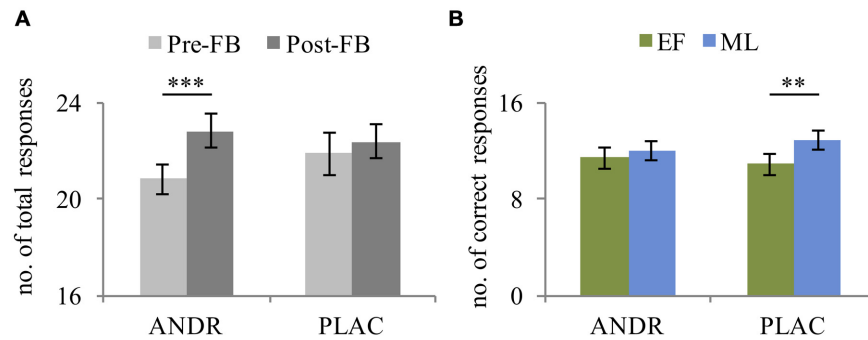 A
Pre-FB Post-FB
no. of total responses
24
20
16
***
ANDR PLAC
B
EF ML
no. of correct responses
16
8
0
**
ANDR PLAC